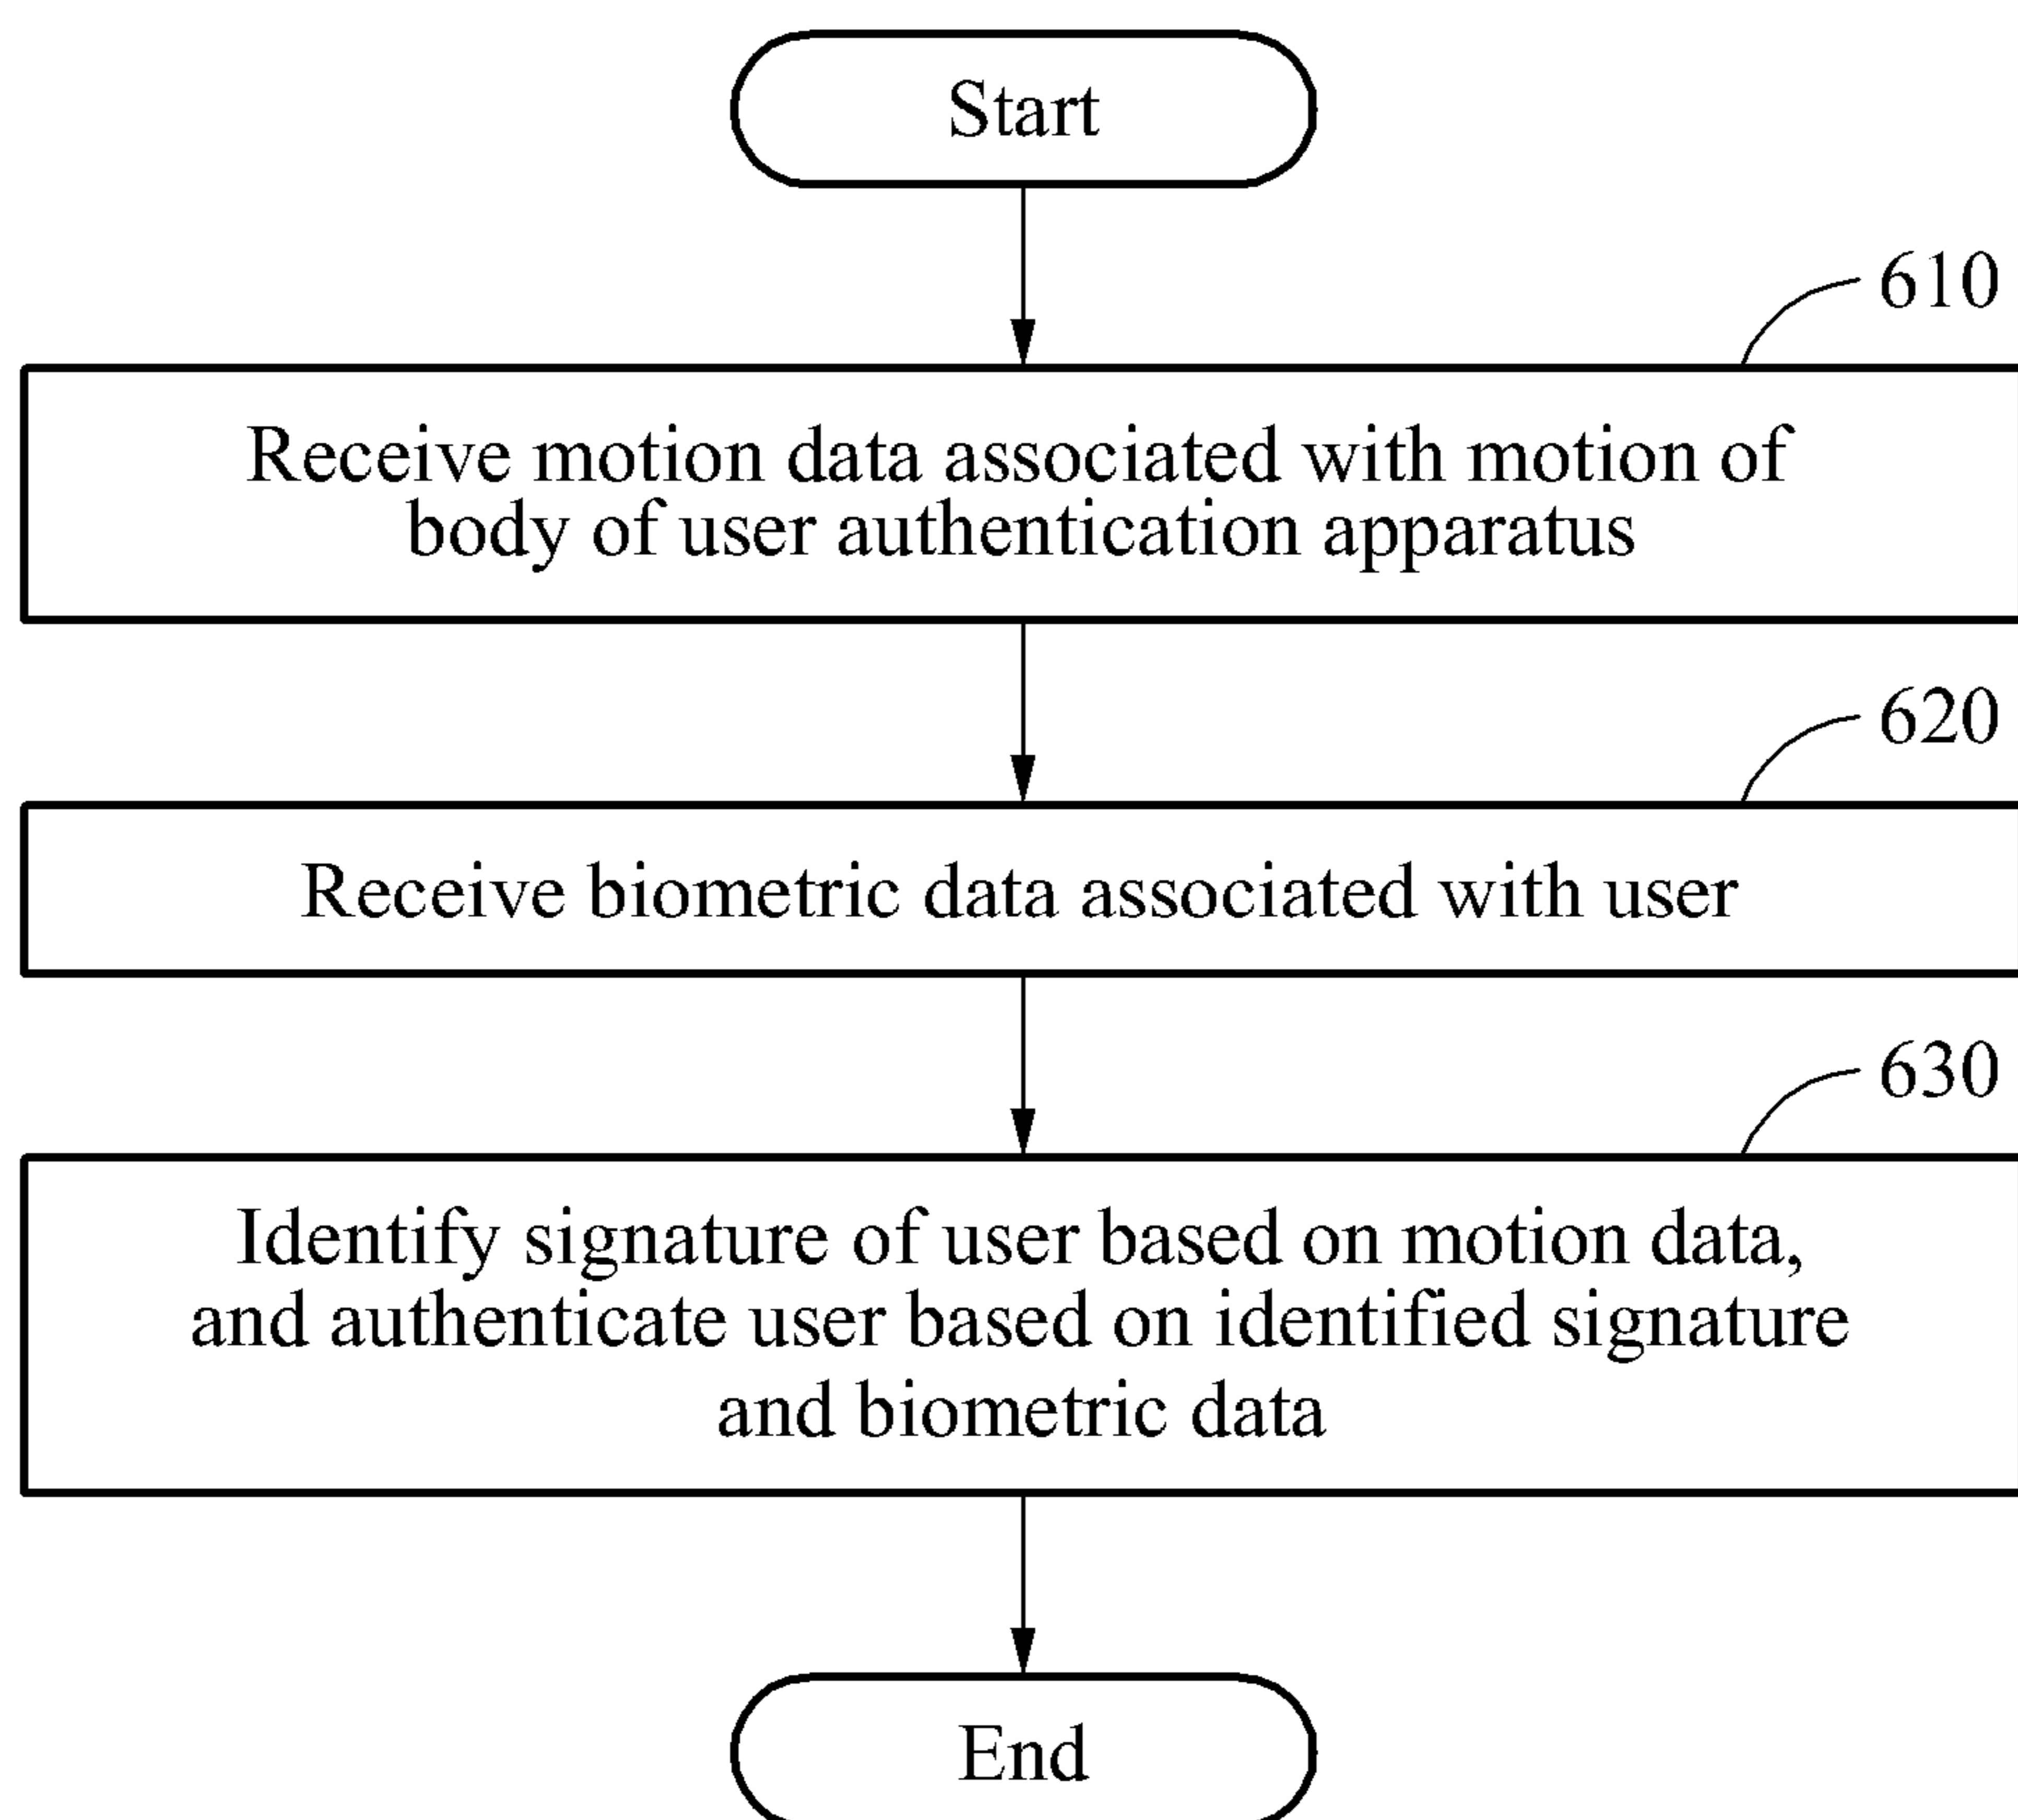 Start
610
Receive motion data associated with motion of
body of user authentication apparatus
620
Receive biometric data associated with user
630
Identify signature of user based on motion data,
and authenticate user based on identified signature
and biometric data
End